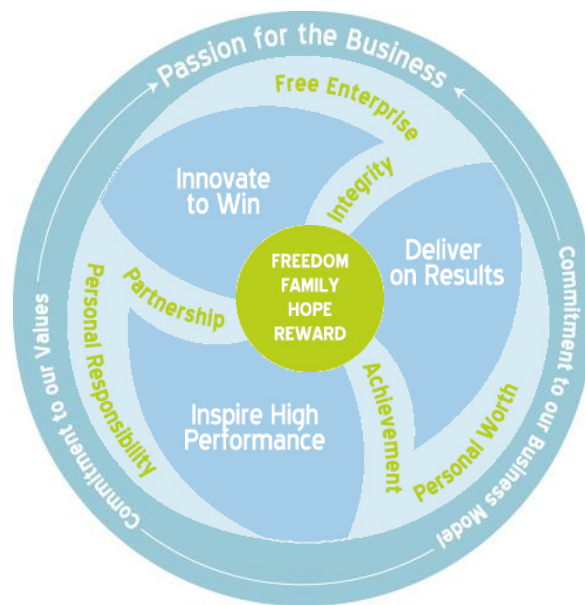 Passion for the Business
Free Enterprise
Integrity
Innovate
to Win
Deliver
on Results
FREEDOM
FAMILY
HOPE
REWARD
Partnership
Personal Responsibility
Inspire High
Performance
Achievement
Personal Worth
Commitment to our Values
Commitment to our Business Model